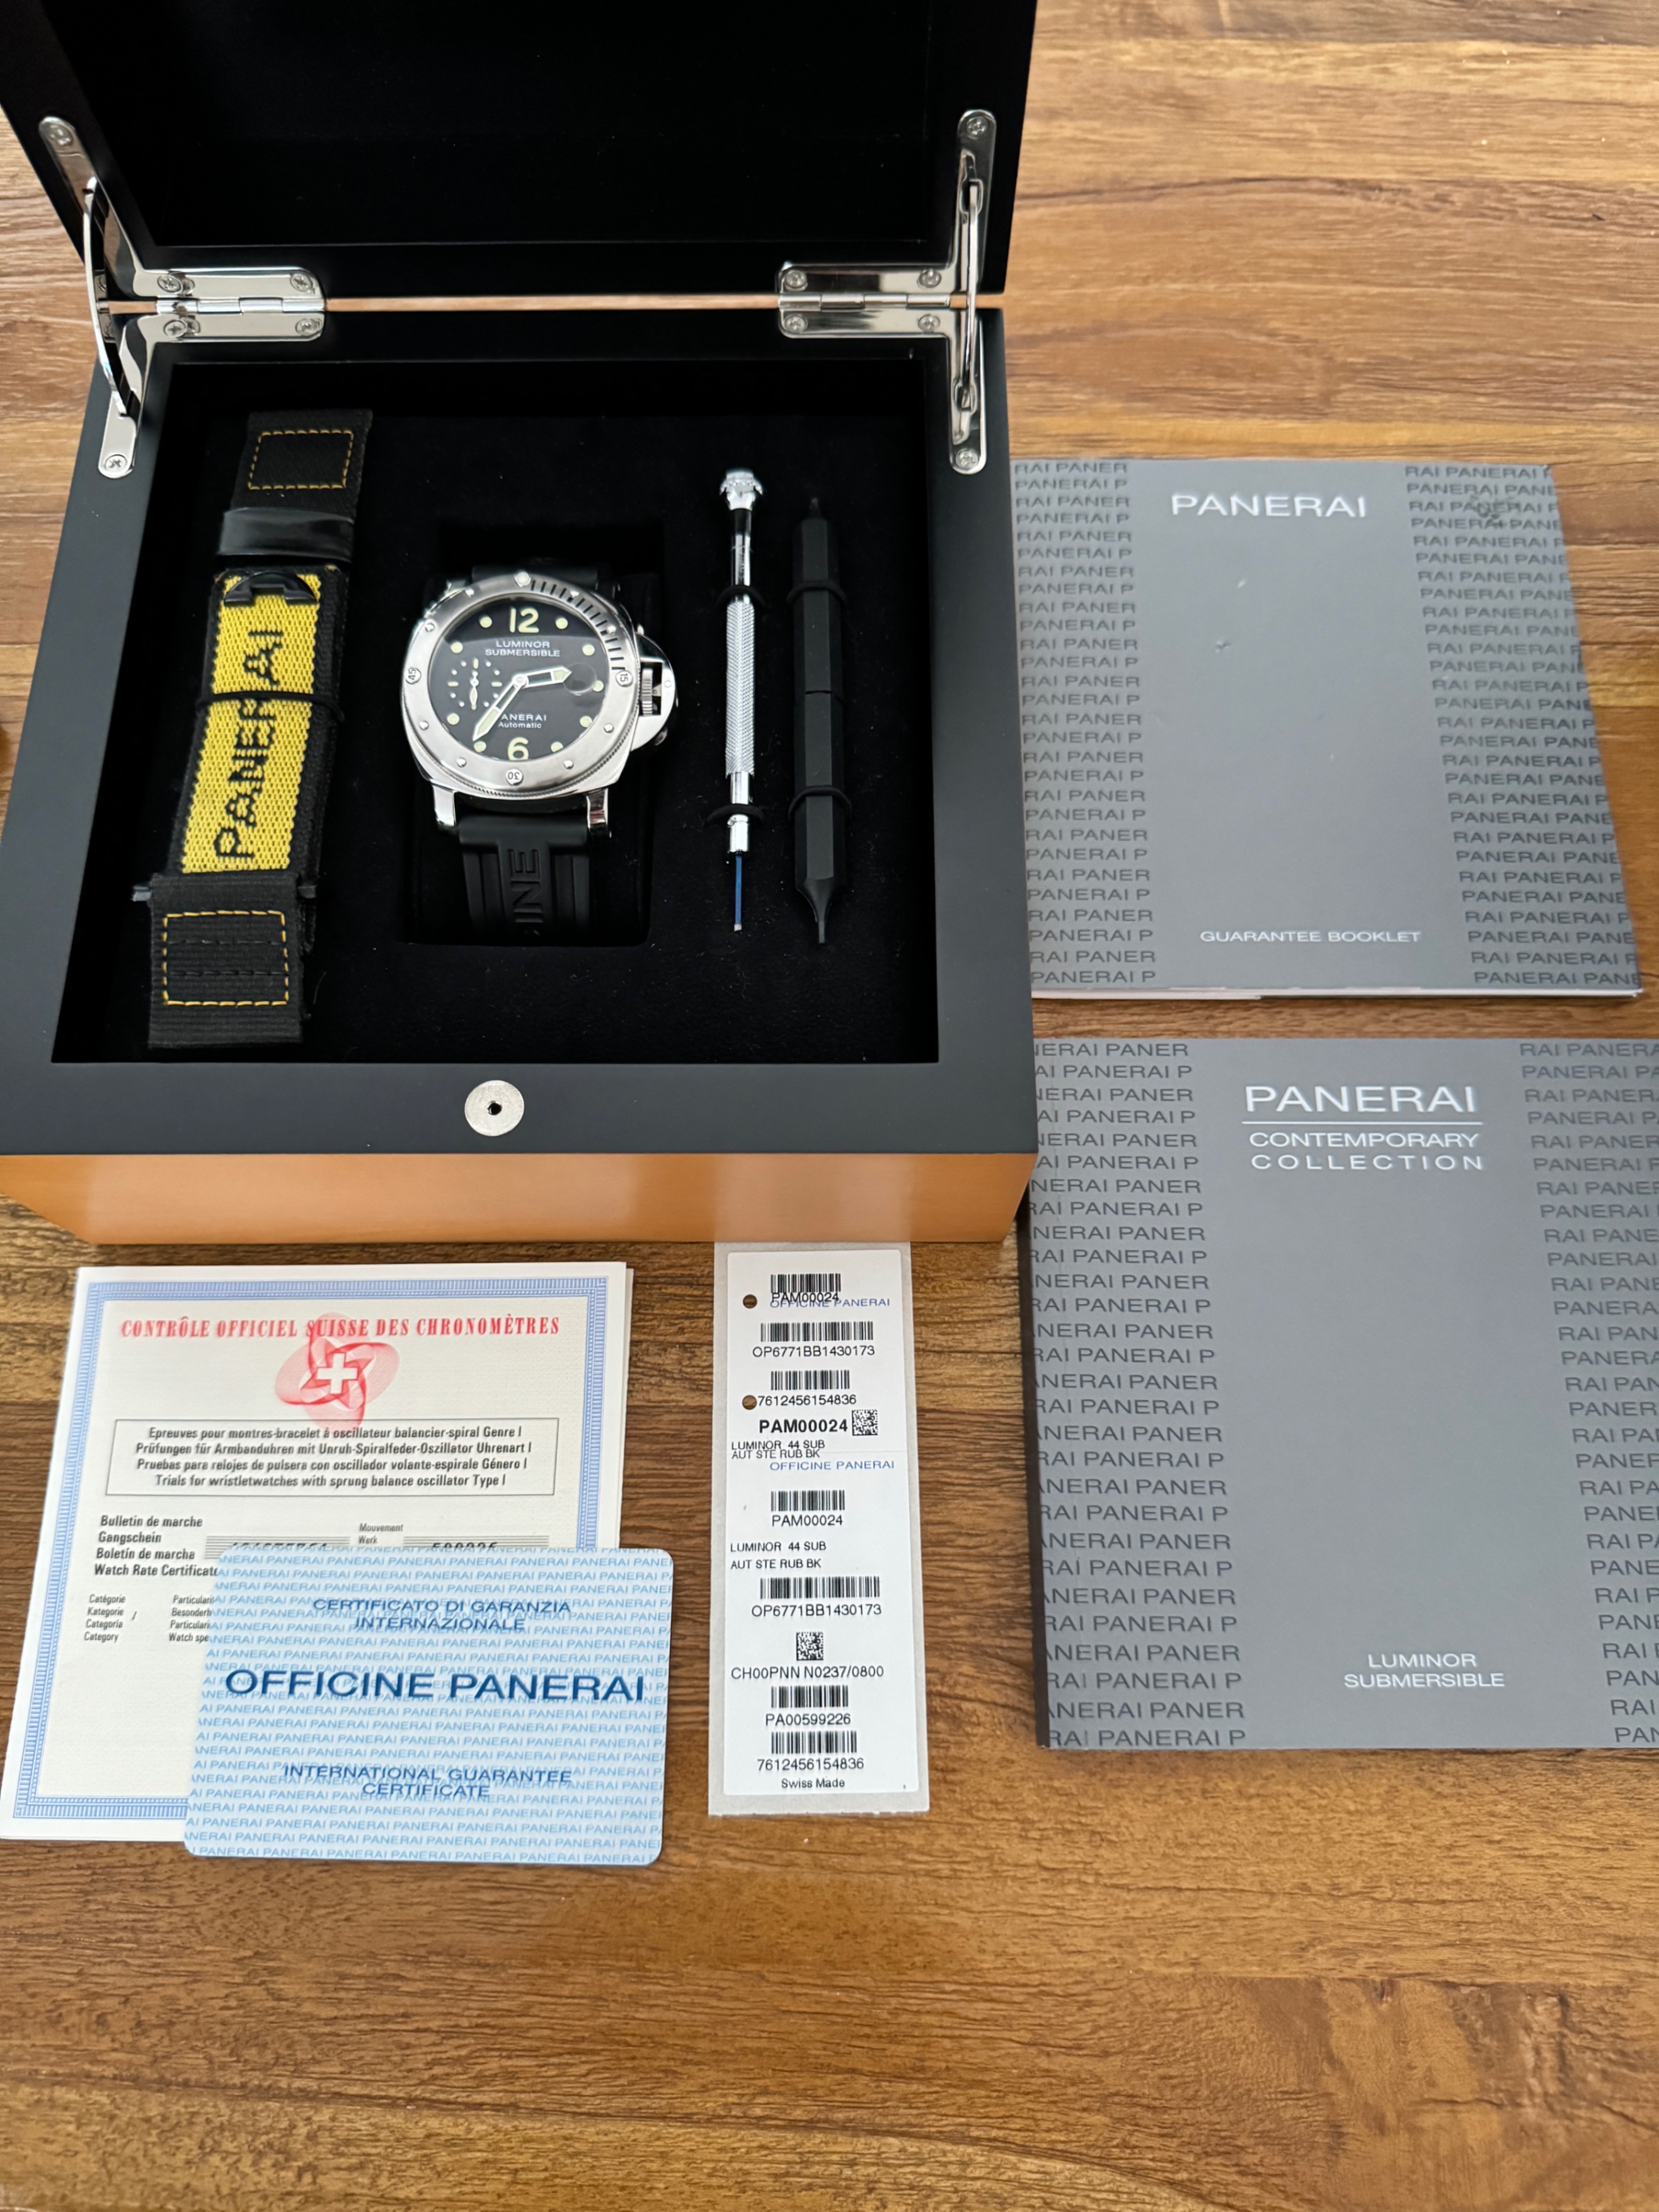 PANERAI
12
LUMINOR
SUBMERSIBLE
45
15
PANERAI
Automatic
6
30
PANERAI
GUARANTEE BOOKLET
PANERAI
CONTEMPORARY
COLLECTION
LUMINOR
SUBMERSIBLE
CONTRÔLE OFFICIEL SUISSE DES CHRONOMÈTRES
Epreuves pour montres-bracelet à oscillateur balancier-spiral Genre I
Prüfungen für Armbanduhren mit Unruh-Spiralfeder-Oszillator Uhrenart I
Pruebas para relojes de pulsera con oscillador volante-espirale Género I
Trials for wristletwatches with sprung balance oscillator Type I
Bulletin de marche
Gangschein
Boletín de marcha
Watch Rate Certificate
Mouvement
Werk
Catégorie
Kategorie /
Categoria
Category
CERTIFICATO DI GARANZIA
INTERNAZIONALE
OFFICINE PANERAI
INTERNATIONAL GUARANTEE
CERTIFICATE
PAM00024
OFFICINE PANERAI
OP6771BB1430173
7612456154836
PAM00024
LUMINOR 44 SUB
AUT STE RUB BK
OFFICINE PANERAI
PAM00024
LUMINOR 44 SUB
AUT STE RUB BK
OP6771BB1430173
CH00PNN N0237/0800
PA00599226
7612456154836
Swiss Made